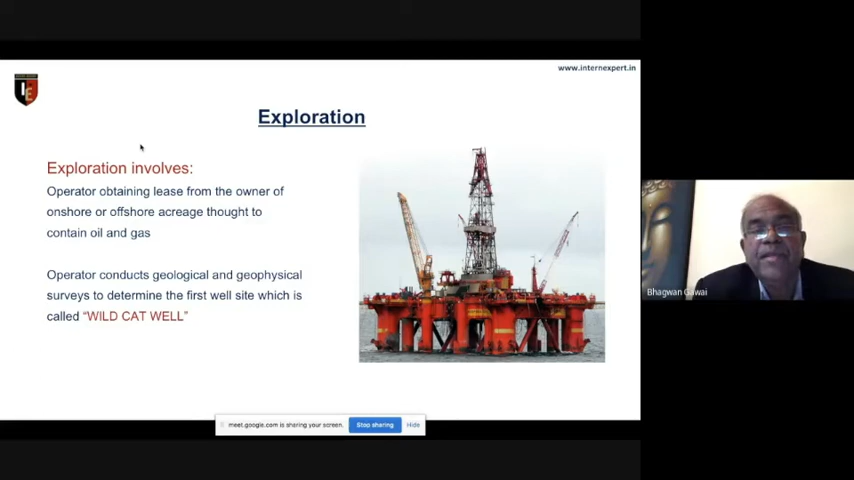 www.internexpert.in
Exploration
Exploration involves:
Operator obtaining lease from the owner of
onshore or offshore acreage thought to
contain oil and gas
Operator conducts geological and geophysical
surveys to determine the first well site which is
called “WILD CAT WELL”
Bhagwan Gawai
meet.google.com is sharing your screen.
Stop sharing
Hide